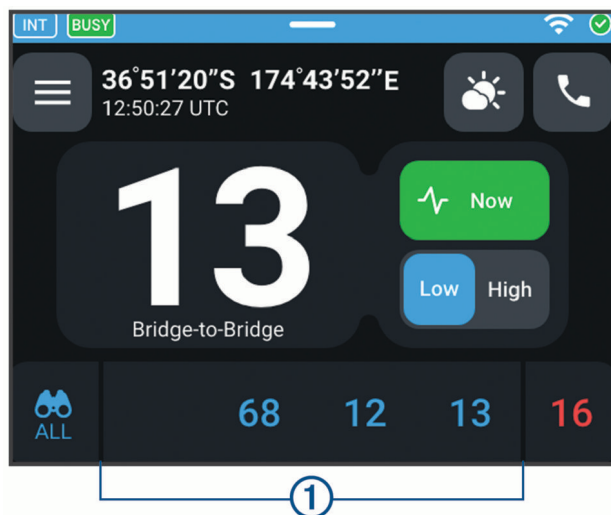 INT BUSY
36°51'20"S 174°43'52"E
12:50:27 UTC
13
Bridge-to-Bridge
Now
Low High
ALL 68 12 13 16
1